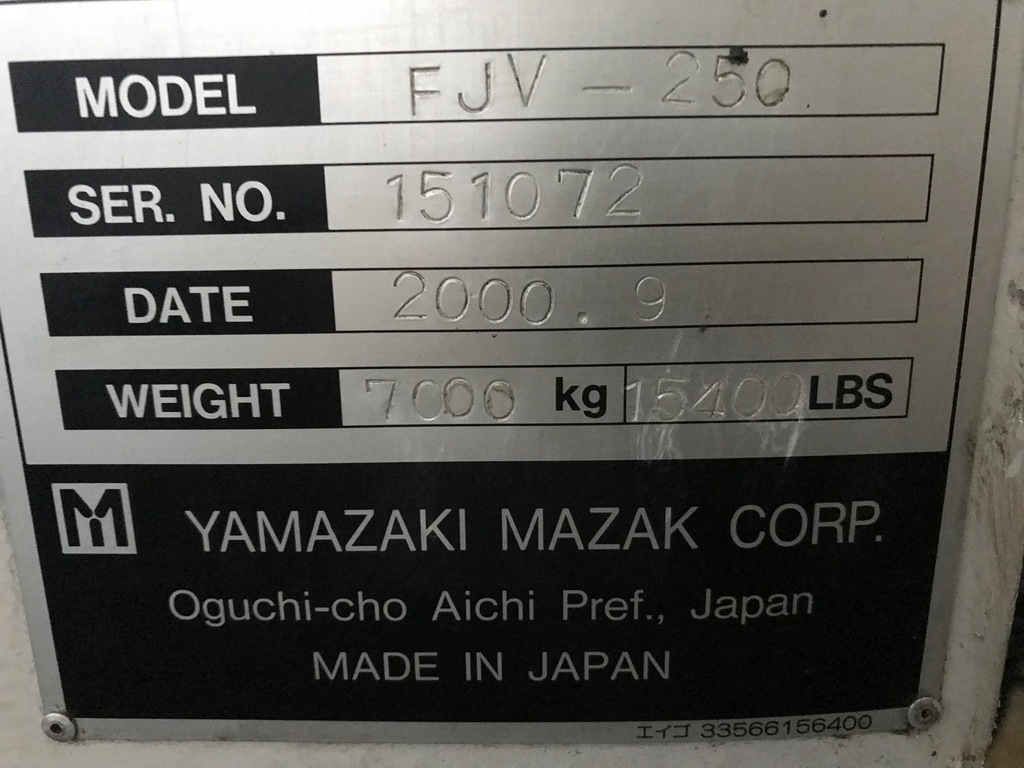 MODEL FJV-250
SER. NO. 151072
DATE 2000.9
WEIGHT 7000 kg 15400 LBS
YAMAZAKI MAZAK CORP.
Oguchi-cho Aichi Pref., Japan
MADE IN JAPAN
エイゴ 33566156400